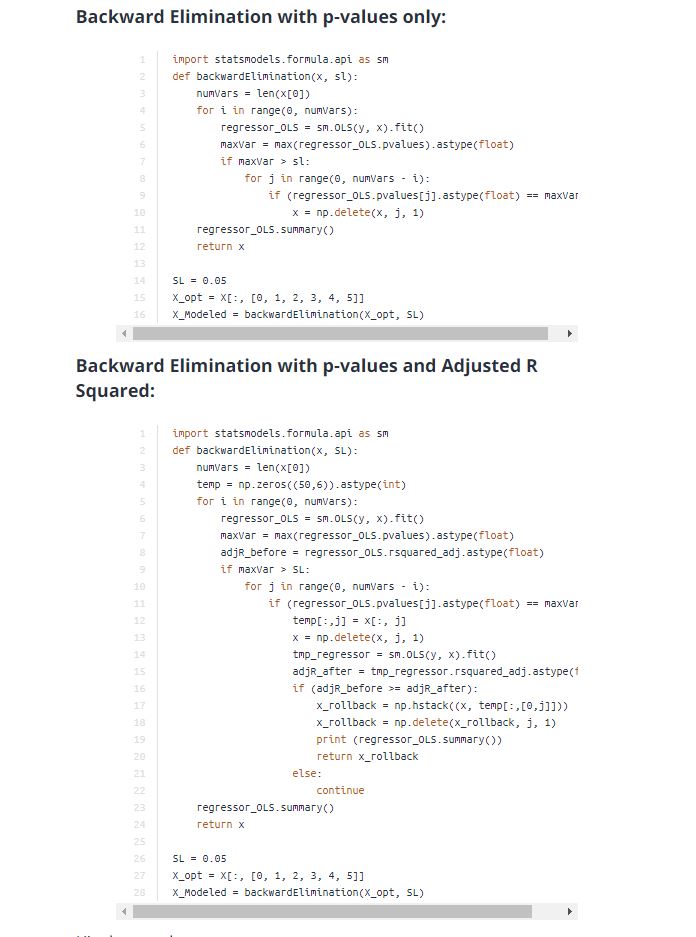 Backward Elimination with p-values only:
1 import statsmodels.formula.api as sm
2 def backwardElimination(x, sl):
3 numVars = len(x[0])
4 for i in range(0, numVars):
5 regressor_OLS = sm.OLS(y, x).fit()
6 maxVar = max(regressor_OLS.pvalues).astype(float)
7 if maxVar > sl:
8 for j in range(0, numVars - i):
9 if (regressor_OLS.pvalues[j].astype(float) == maxVar
10 x = np.delete(x, j, 1)
11 regressor_OLS.summary()
12 return x
13
14 SL = 0.05
15 X_opt = X[:, [0, 1, 2, 3, 4, 5]]
16 X_Modeled = backwardElimination(X_opt, SL)
Backward Elimination with p-values and Adjusted R
Squared:
1 import statsmodels.formula.api as sm
2 def backwardElimination(x, SL):
3 numVars = len(x[0])
4 temp = np.zeros((50,6)).astype(int)
5 for i in range(0, numVars):
6 regressor_OLS = sm.OLS(y, x).fit()
7 maxVar = max(regressor_OLS.pvalues).astype(float)
8 adjR_before = regressor_OLS.rsquared_adj.astype(float)
9 if maxVar > SL:
10 for j in range(0, numVars - i):
11 if (regressor_OLS.pvalues[j].astype(float) == maxVar
12 temp[:,j] = x[:, j]
13 x = np.delete(x, j, 1)
14 tmp_regressor = sm.OLS(y, x).fit()
15 adjR_after = tmp_regressor.rsquared_adj.astype(f
16 if (adjR_before >= adjR_after):
17 x_rollback = np.hstack((x, temp[:,[0,j]]))
18 x_rollback = np.delete(x_rollback, j, 1)
19 print (regressor_OLS.summary())
20 return x_rollback
21 else:
22 continue
23 regressor_OLS.summary()
24 return x
25
26 SL = 0.05
27 X_opt = X[:, [0, 1, 2, 3, 4, 5]]
28 X_Modeled = backwardElimination(X_opt, SL)